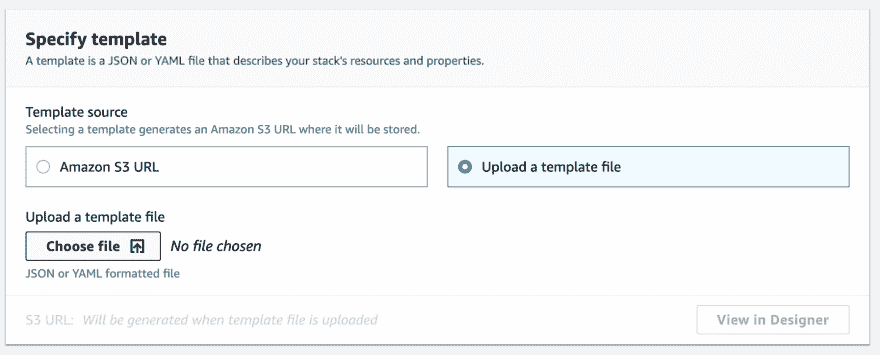 Specify template
A template is a JSON or YAML file that describes your stack's resources and properties.
Template source
Selecting a template generates an Amazon S3 URL where it will be stored.
Amazon S3 URL
Upload a template file
Upload a template file
Choose file No file chosen
JSON or YAML formatted file
S3 URL: Will be generated when template file is uploaded
View in Designer